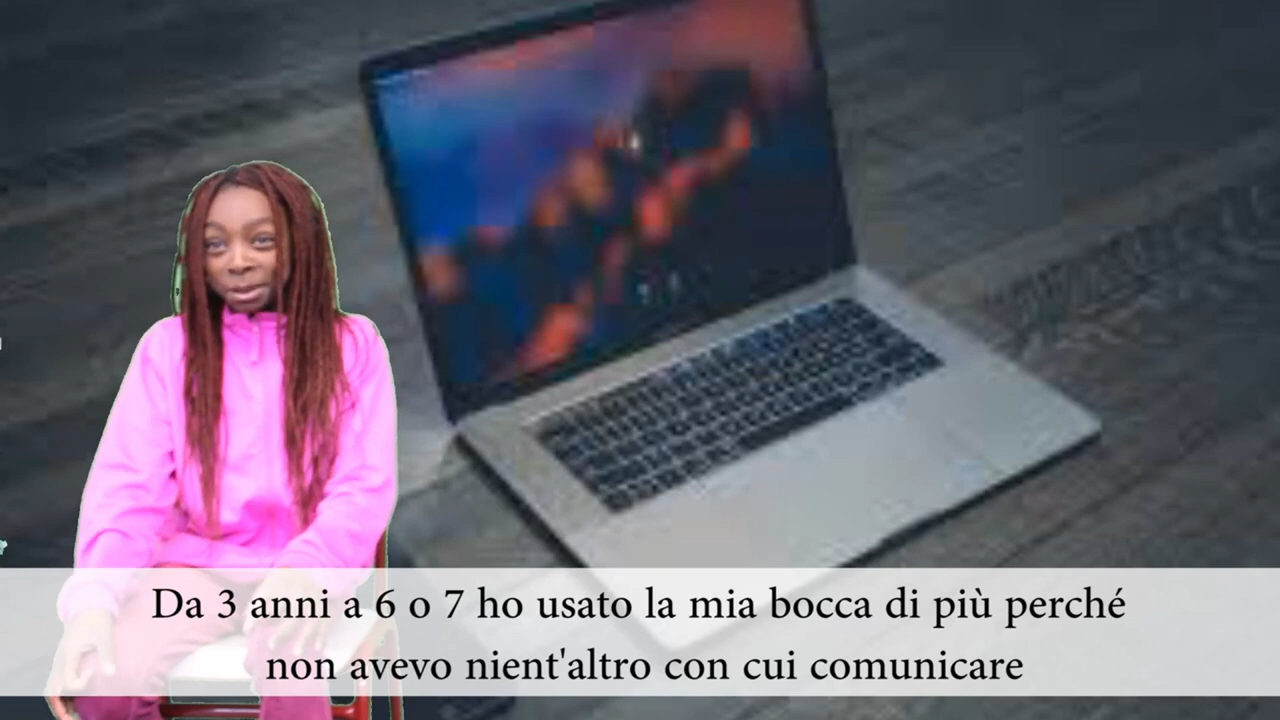 Da 3 anni a 6 o 7 ho usato la mia bocca di più perché
non avevo nient'altro con cui comunicare